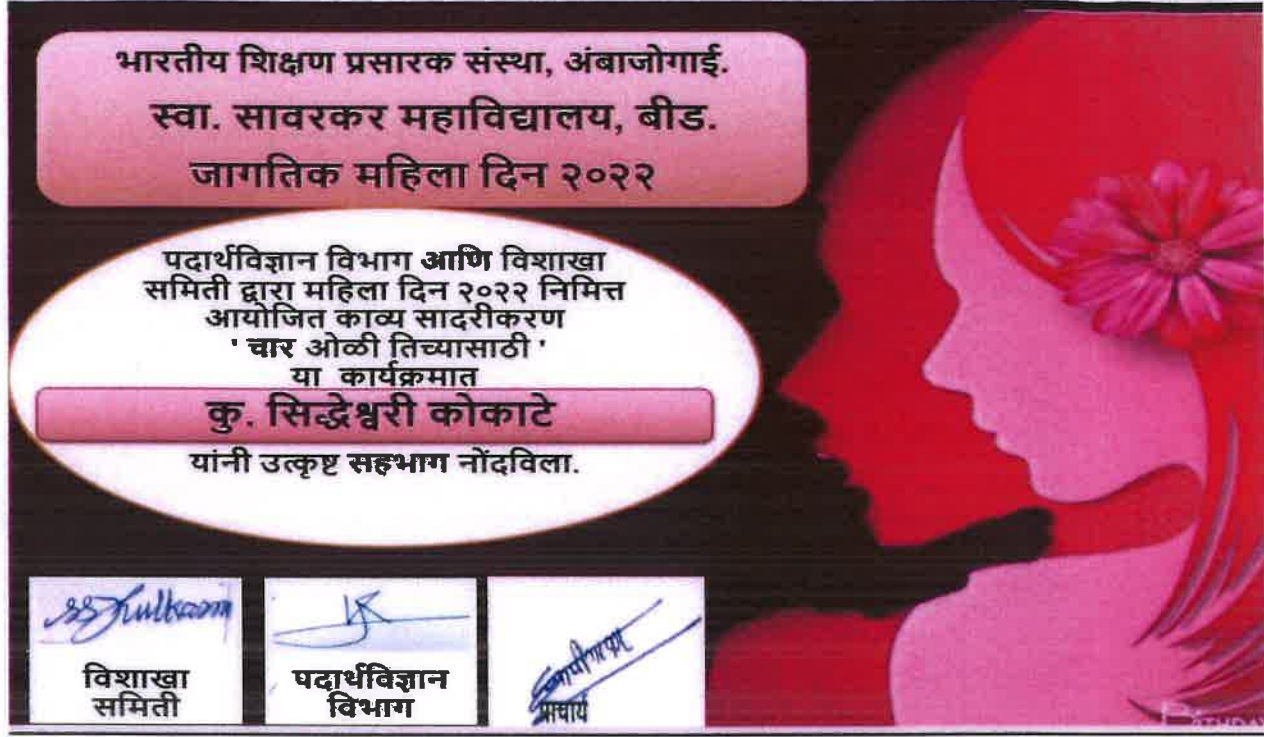 भारतीय शिक्षण प्रसारक संस्था, अंबाजोगाई.
स्वा. सावरकर महाविद्यालय, बीड.
जागतिक महिला दिन २०२२
पदार्थविज्ञान विभाग आणि विशाखा
समिती द्वारा महिला दिन २०२२ निमित्त
आयोजित काव्य सादरीकरण
' चार ओळी तिच्यासाठी '
या कार्यक्रमात
कु. सिद्धेश्वरी कोकाटे
यांनी उत्कृष्ट सहभाग नोंदविला.
विशाखा
समिती
पदार्थविज्ञान
विभाग
प्राचार्य